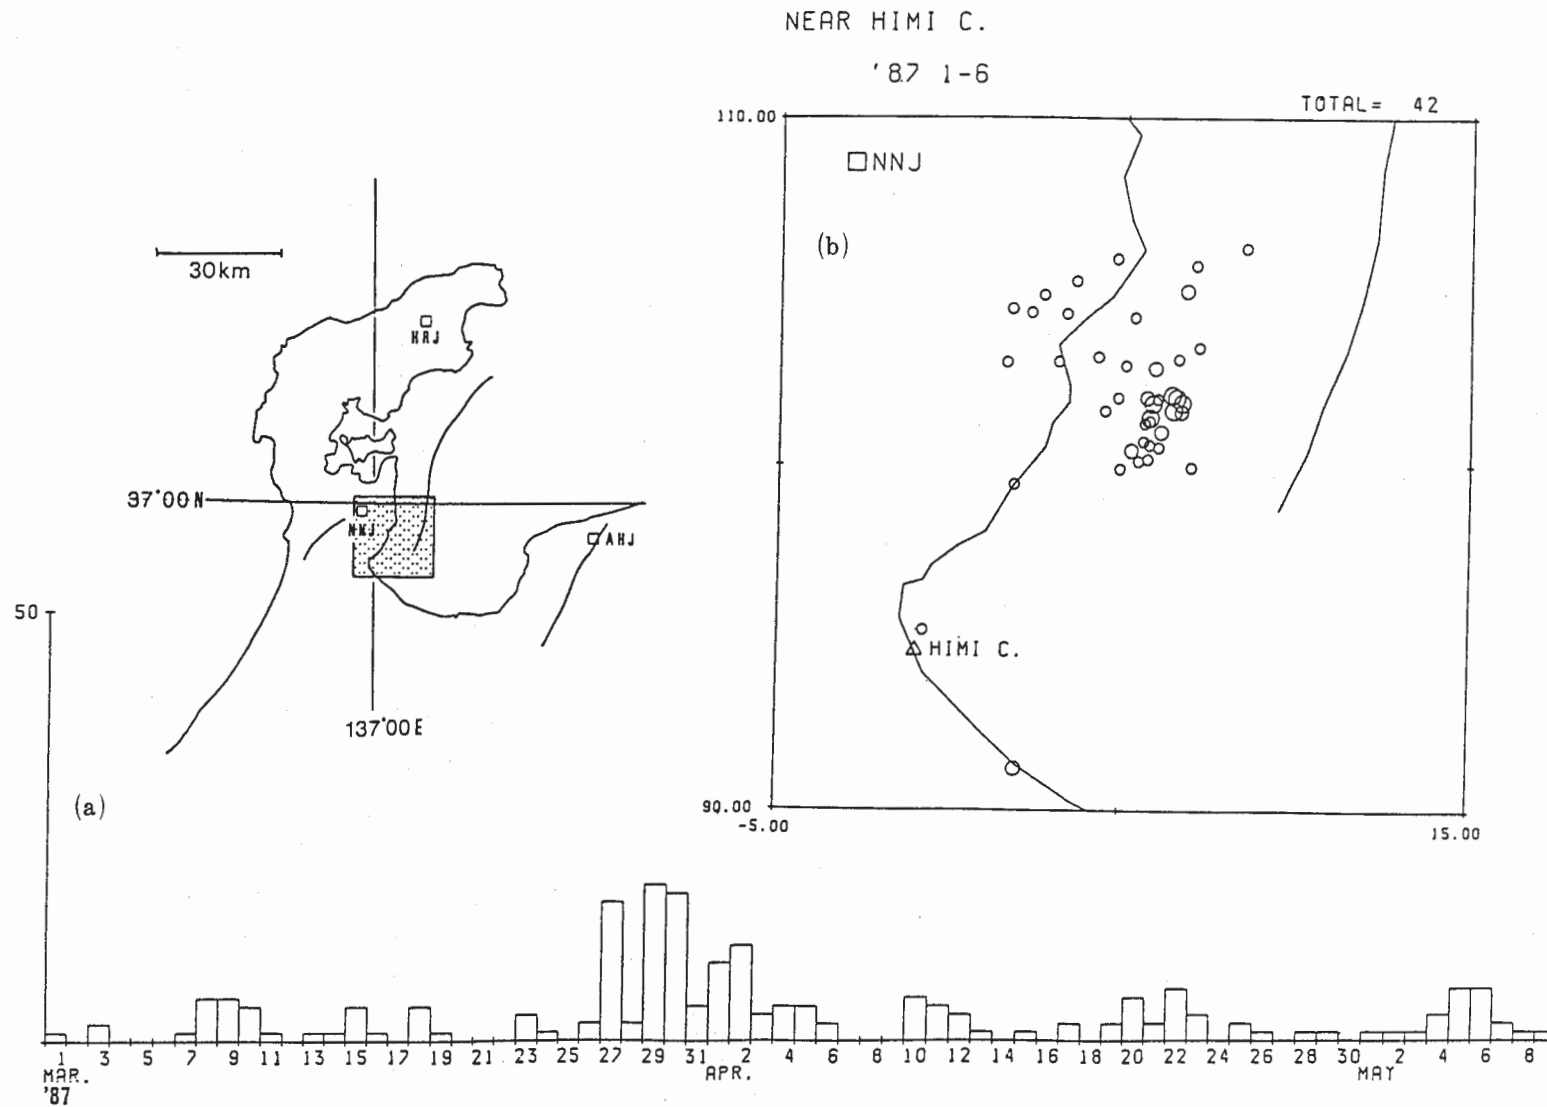 NEAR HIMI C.
'87 1-6
TOTAL= 42
110.00
NNJ
(b)
30km
HRJ
37°00'N
NNJ
AHJ
50
HIMI C.
137°00'E
(a)
90.00
-5.00
15.00
1 3 5 7 9 11 13 15 17 19 21 23 25 27 29 31 2 4 6 8 10 12 14 16 18 20 22 24 26 28 30 2 4 6 8
MAR. APR. MAY
'87